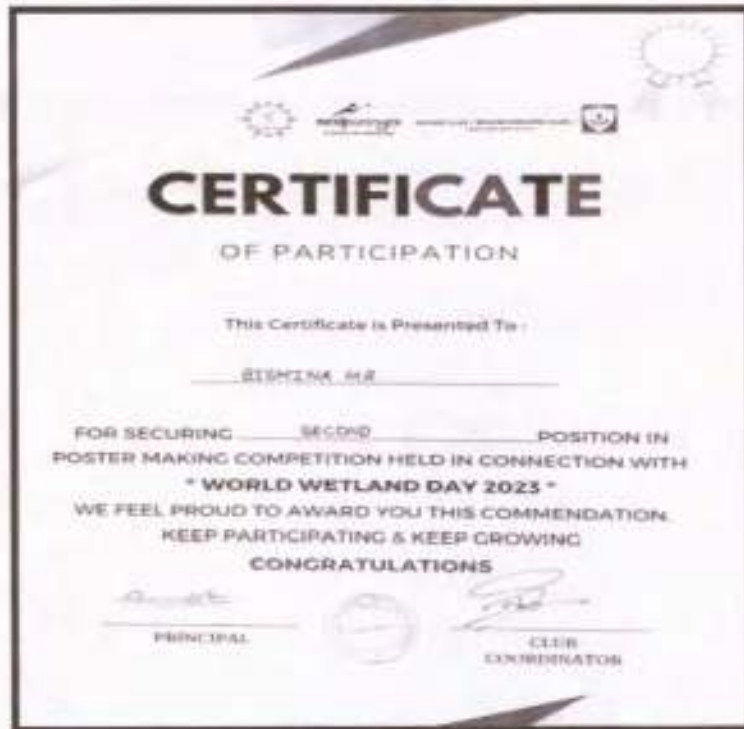 CERTIFICATE
OF PARTICIPATION
This Certificate is Presented To :
FOR SECURING SECOND POSITION IN
POSTER MAKING COMPETITION HELD IN CONNECTION WITH
" WORLD WETLAND DAY 2023 "
WE FEEL PROUD TO AWARD YOU THIS COMMENDATION.
KEEP PARTICIPATING & KEEP GROWING
CONGRATULATIONS
PRINCIPAL
CLUB
COORDINATOR